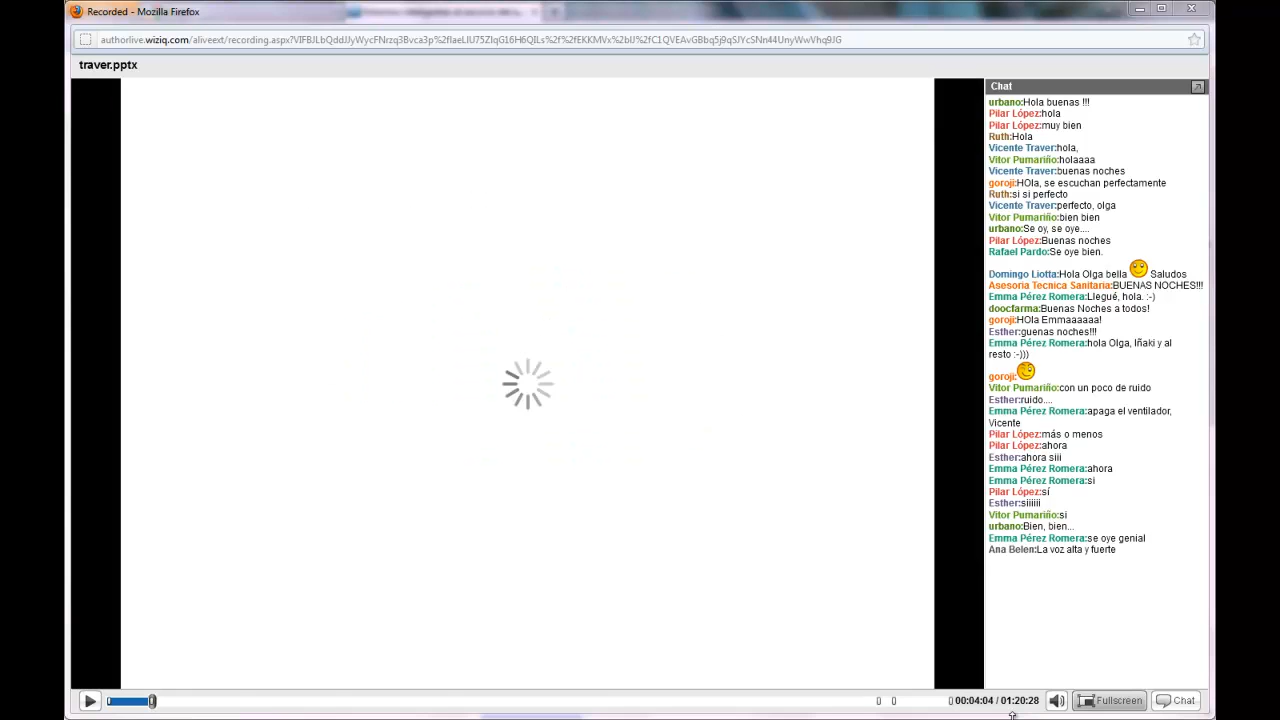 Recorded - Mozilla Firefox
traver.pptx
Chat
urbano:Hola buenas !!!
Pilar López:hola
Pilar López:muy bien
Ruth:Hola
Vicente Traver:hola,
Vitor Pumariño:holaaaa
Vicente Traver:buenas noches
goroji:HOla, se escuchan perfectamente
Ruth:si si perfecto
Vicente Traver:perfecto, olga
Vitor Pumariño:bien bien
urbano:Se oy, se oye....
Pilar López:Buenas noches
Rafael Pardo:Se oye bien.
Domingo Liotta:Hola Olga bella Saludos
Asesoria Tecnica Sanitaria:BUENAS NOCHES!!!
Emma Pérez Romera:Llegué, hola. :-)
doocfarma:Buenas Noches a todos!
goroji:HOla Emmaaaaaa!
Esther:guenas noches!!!
Emma Pérez Romera:hola Olga, Iñaki y al
resto :-)))
goroji:
Vitor Pumariño:con un poco de ruido
Esther:ruido....
Emma Pérez Romera:apaga el ventilador,
Vicente
Pilar López:más o menos
Pilar López:ahora
Esther:ahora siii
Emma Pérez Romera:ahora
Emma Pérez Romera:si
Pilar López:sí
Esther:siiiiii
Vitor Pumariño:si
urbano:Bien, bien...
Emma Pérez Romera:se oye genial
Ana Belen:La voz alta y fuerte
00:04:04 / 01:20:28 Fullscreen Chat